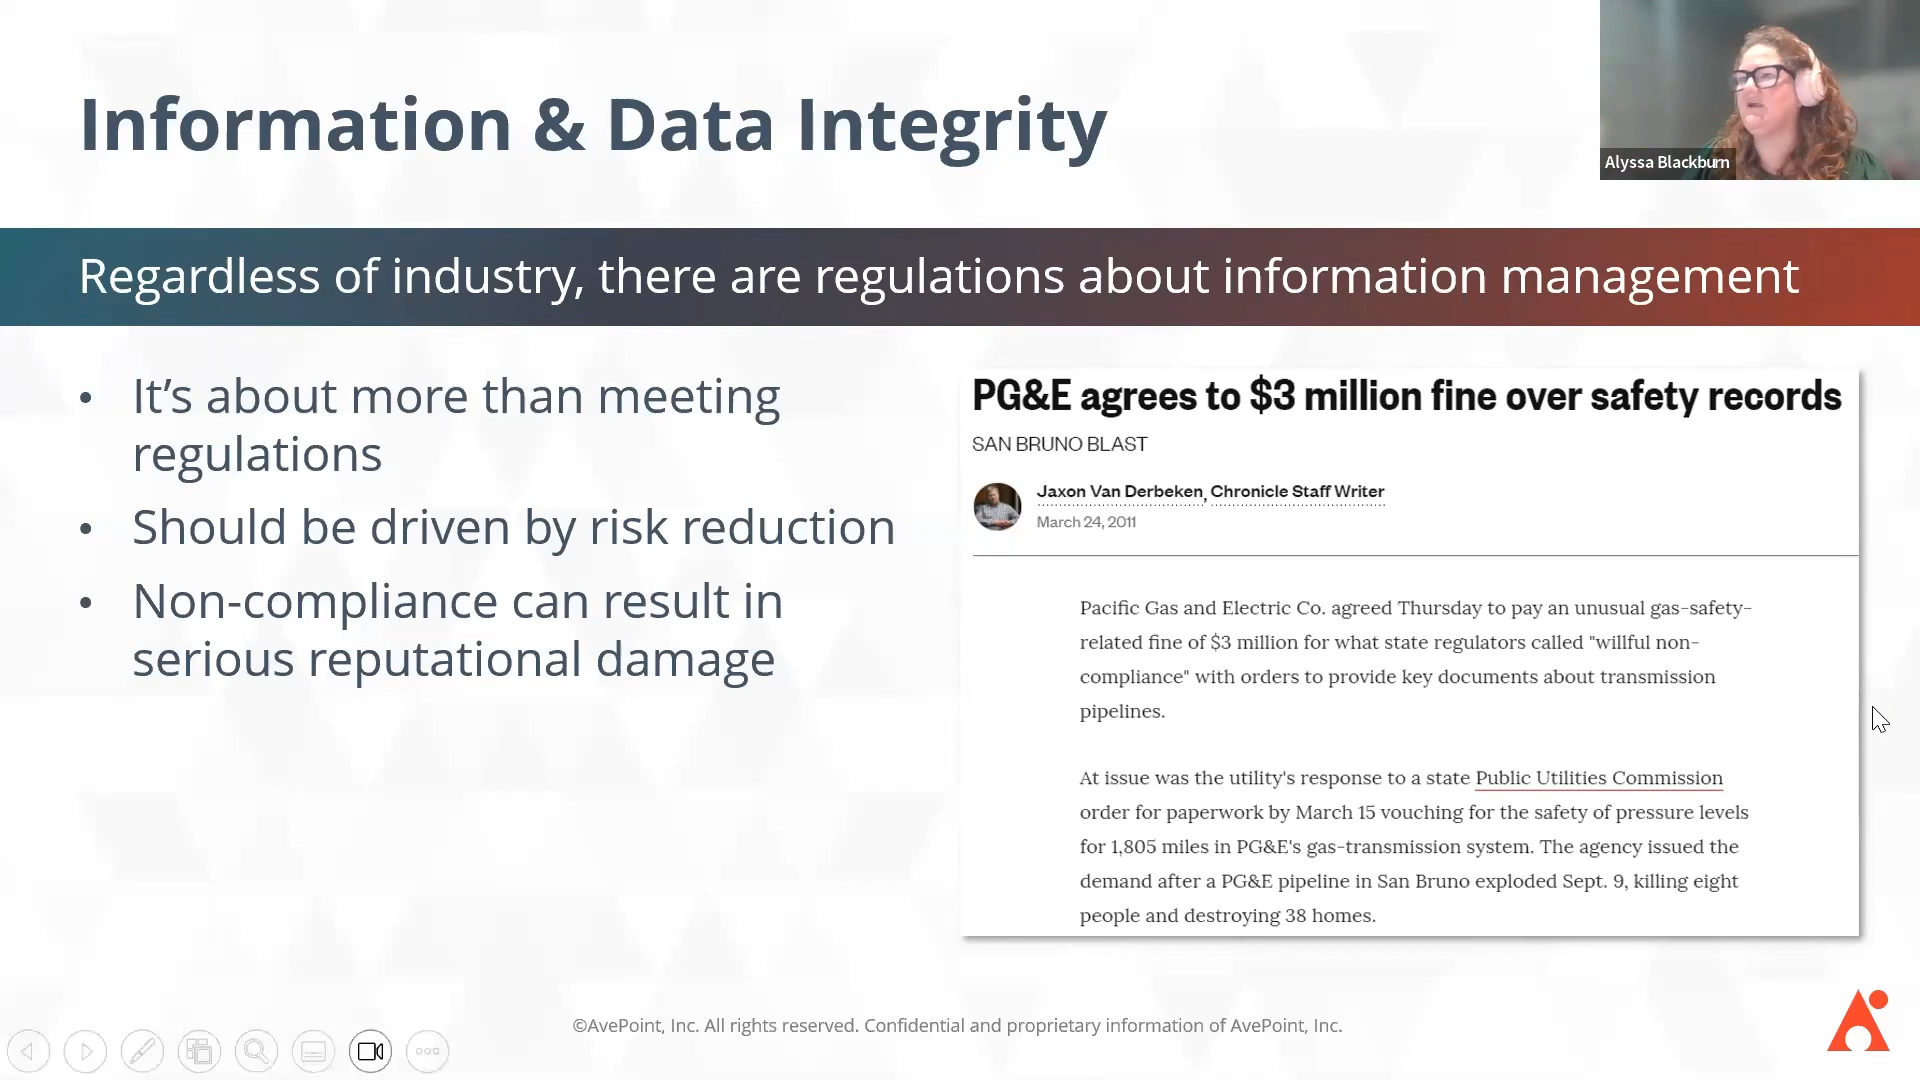 Information & Data Integrity
Alyssa Blackburn
Regardless of industry, there are regulations about information management
• It’s about more than meeting
regulations
• Should be driven by risk reduction
• Non-compliance can result in
serious reputational damage
PG&E agrees to $3 million fine over safety records
SAN BRUNO BLAST
Jaxon Van Derbeken, Chronicle Staff Writer
March 24, 2011
Pacific Gas and Electric Co. agreed Thursday to pay an unusual gas-safety-
related fine of $3 million for what state regulators called "willful non-
compliance" with orders to provide key documents about transmission
pipelines.
At issue was the utility's response to a state Public Utilities Commission
order for paperwork by March 15 vouching for the safety of pressure levels
for 1,805 miles in PG&E's gas-transmission system. The agency issued the
demand after a PG&E pipeline in San Bruno exploded Sept. 9, killing eight
people and destroying 38 homes.
©AvePoint, Inc. All rights reserved. Confidential and proprietary information of AvePoint, Inc.